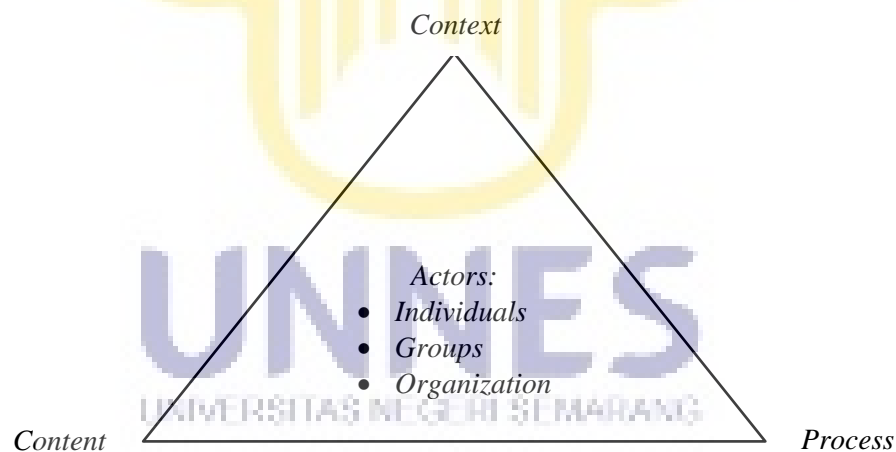 Context
UNNES
Actors:
• Individuals
• Groups
• Organization
UNIVERSITAS NEGERI SEMARANG
Content
Process